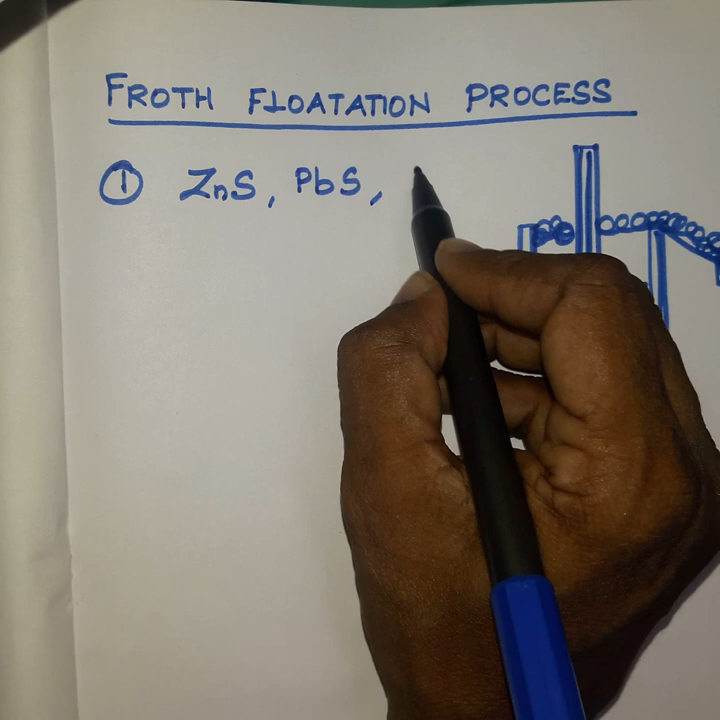 FROTH FLOATATION PROCESS
① ZnS, PbS,